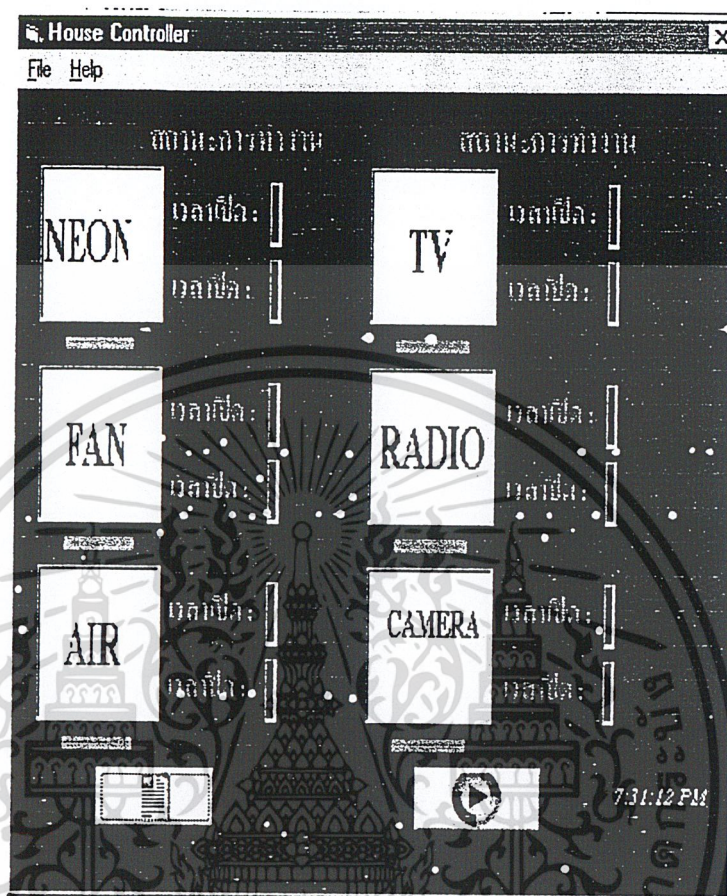 House Controller
File Help
สถานะการทำงาน
NEON
เวลาเปิด :
เวลาปิด :
FAN
เวลาเปิด :
เวลาปิด :
AIR
เวลาเปิด :
เวลาปิด :
สถานะการทำงาน
TV
เวลาเปิด :
เวลาปิด :
RADIO
เวลาเปิด :
เวลาปิด :
CAMERA
เวลาเปิด :
เวลาปิด :
7:31:12 PM